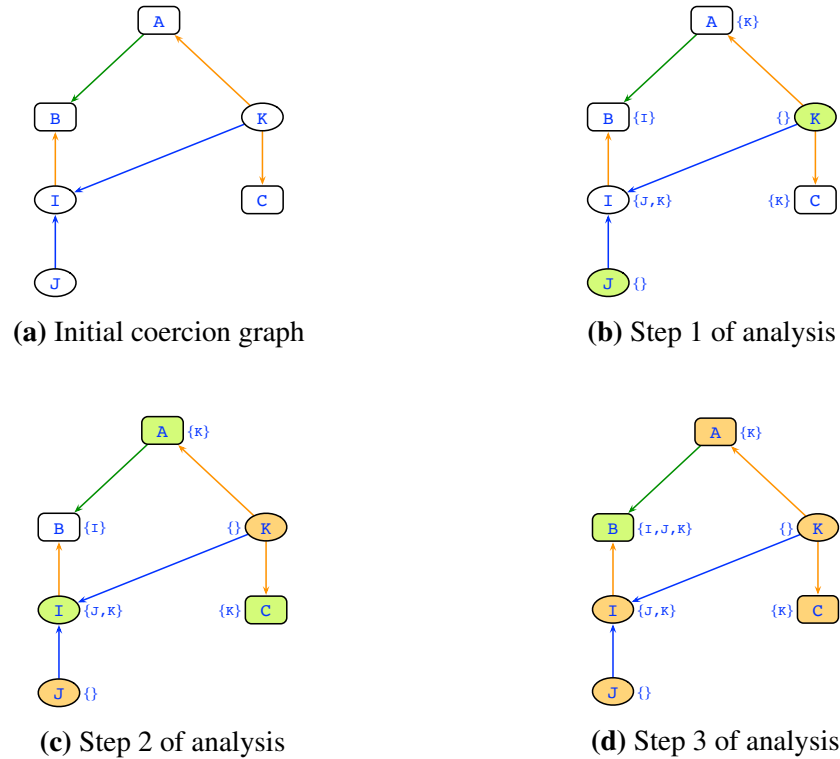 A
B
K
I
C
J
(a) Initial coercion graph
A {K}
B {I}
{} K
I {J,K}
{K} C
J {}
(b) Step 1 of analysis
A {K}
B {I}
{} K
I {J,K}
{K} C
J {}
(c) Step 2 of analysis
A {K}
B {I,J,K}
{} K
I {J,K}
{K} C
J {}
(d) Step 3 of analysis